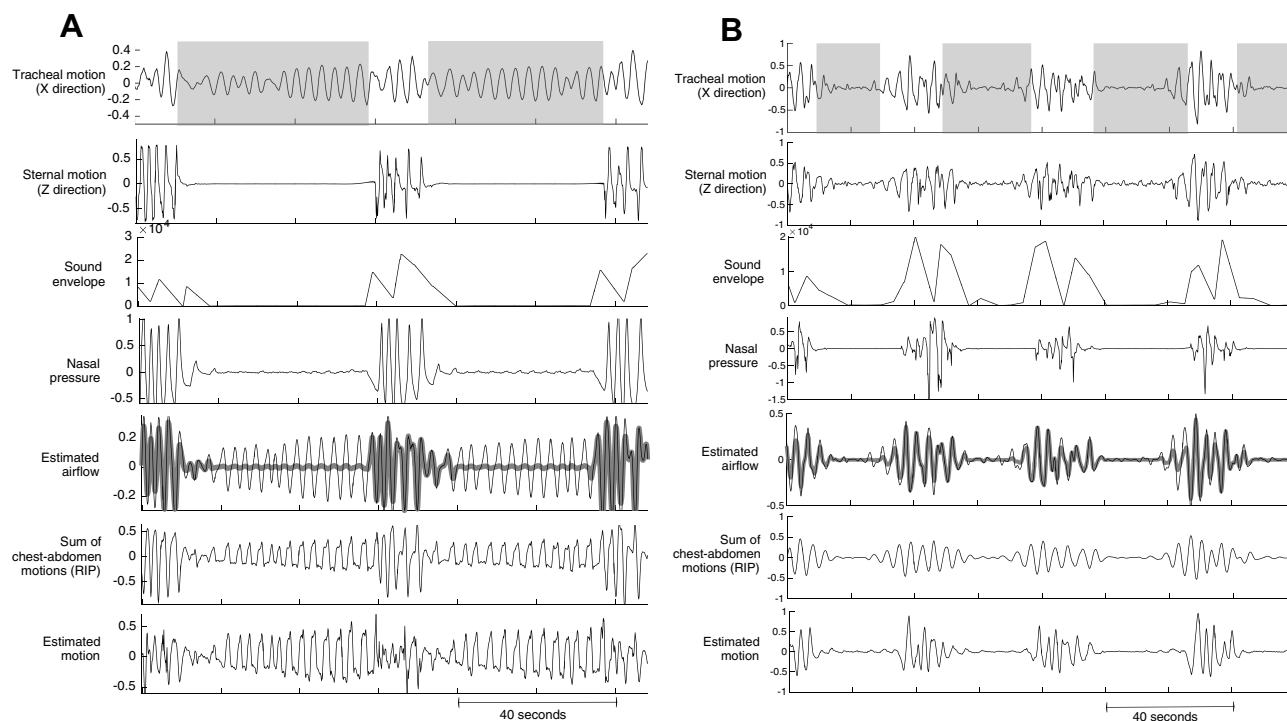 A
Tracheal motion
(X direction)
0.4
0.2
0
-0.2
-0.4
Sternal motion
(Z direction)
0.5
0
-0.5
×10⁴
Sound
envelope
3
2
1
0
Nasal
pressure
1
0.5
0
-0.5
Estimated
airflow
0.2
0
-0.2
Sum of
chest-abdomen
motions (RIP)
0.5
0
-0.5
Estimated
motion
0.5
0
-0.5
40 seconds
B
Tracheal motion
(X direction)
1
0.5
0
-0.5
-1
Sternal motion
(Z direction)
1
0.5
0
-0.5
-1
×10⁴
Sound
envelope
2
1
0
Nasal
pressure
0.5
0
-0.5
-1
-1.5
Estimated
airflow
0.5
0
-0.5
Sum of
chest-abdomen
motions (RIP)
1
0.5
0
-0.5
-1
Estimated
motion
1
0.5
0
-0.5
-1
40 seconds